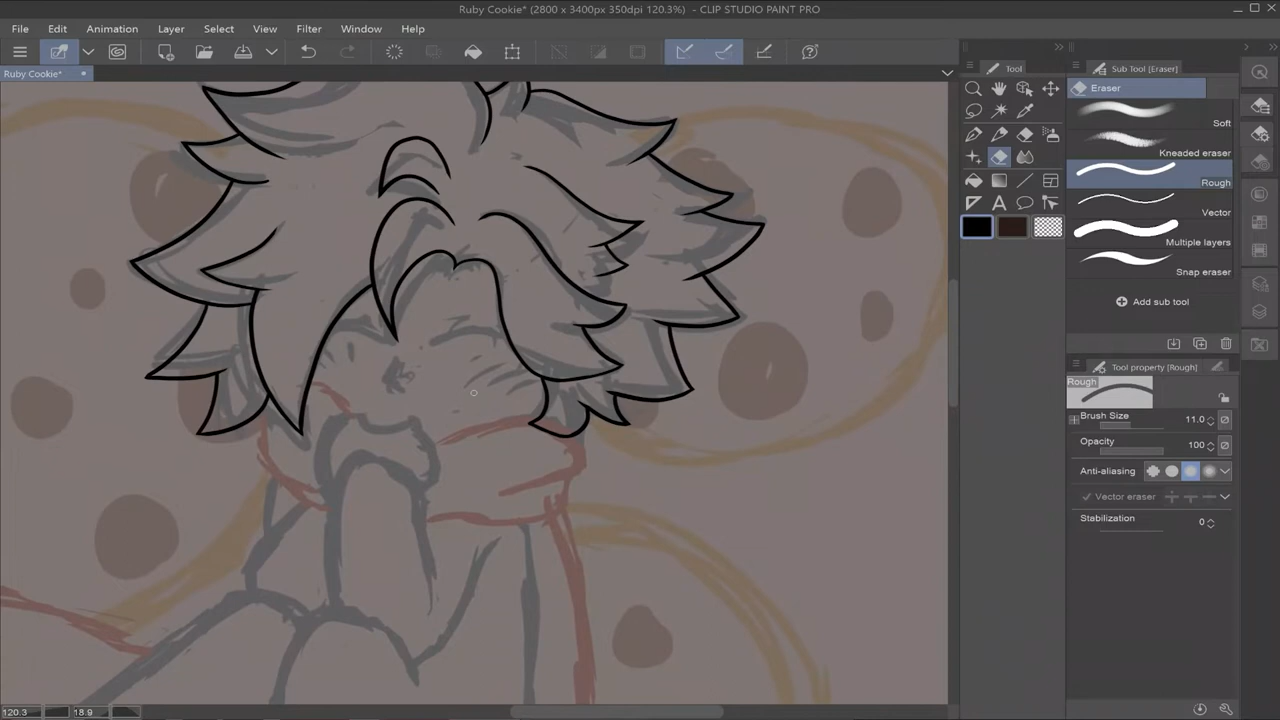 Ruby Cookie* (2800 x 3400px 350dpi 120.3%) - CLIP STUDIO PAINT PRO
File Edit Animation Layer Select View Filter Window Help
Ruby Cookie*
Tool
Sub Tool [Eraser]
Eraser
Soft
Kneaded eraser
Rough
Vector
Multiple layers
Snap eraser
Add sub tool
Tool property [Rough]
Rough
Brush Size 11.0
Opacity 100
Anti-aliasing
Vector eraser
Stabilization 0
120.3 18.9